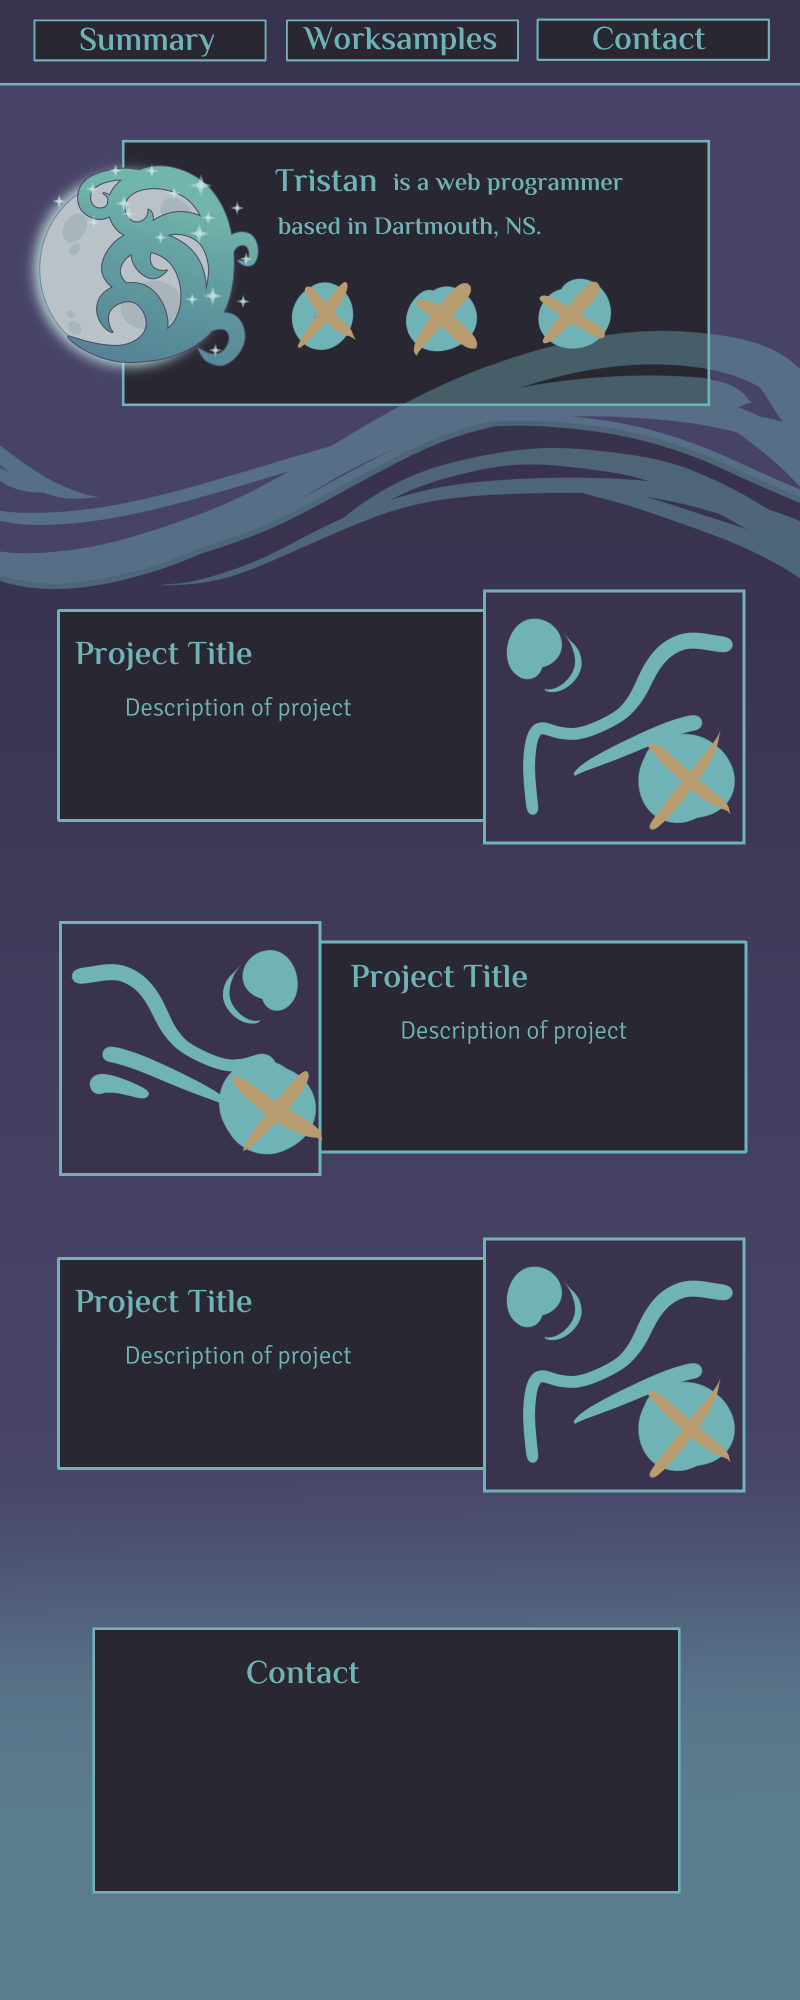 Summary
Worksamples
Contact
Tristan is a web programmer
based in Dartmouth, NS.
Project Title
Description of project
Project Title
Description of project
Project Title
Description of project
Contact